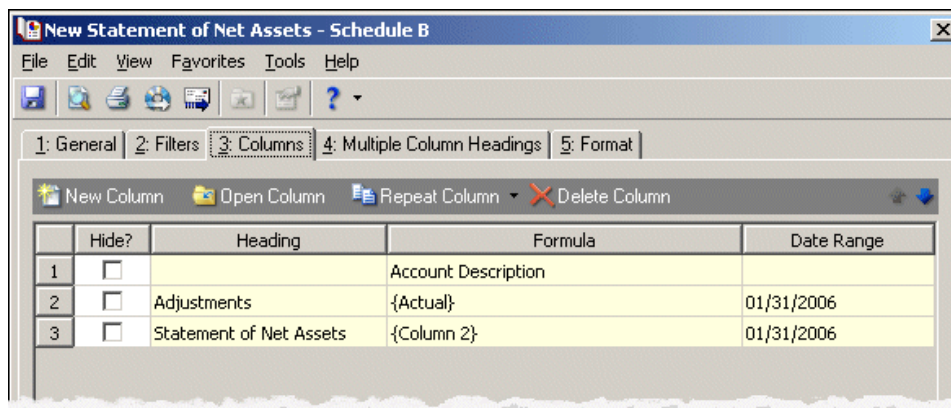 New Statement of Net Assets - Schedule B
File Edit View Favorites Tools Help
1: General 2: Filters 3: Columns 4: Multiple Column Headings 5: Format
New Column Open Column Repeat Column Delete Column
Hide? Heading Formula Date Range
1 Account Description
2 Adjustments {Actual} 01/31/2006
3 Statement of Net Assets {Column 2} 01/31/2006